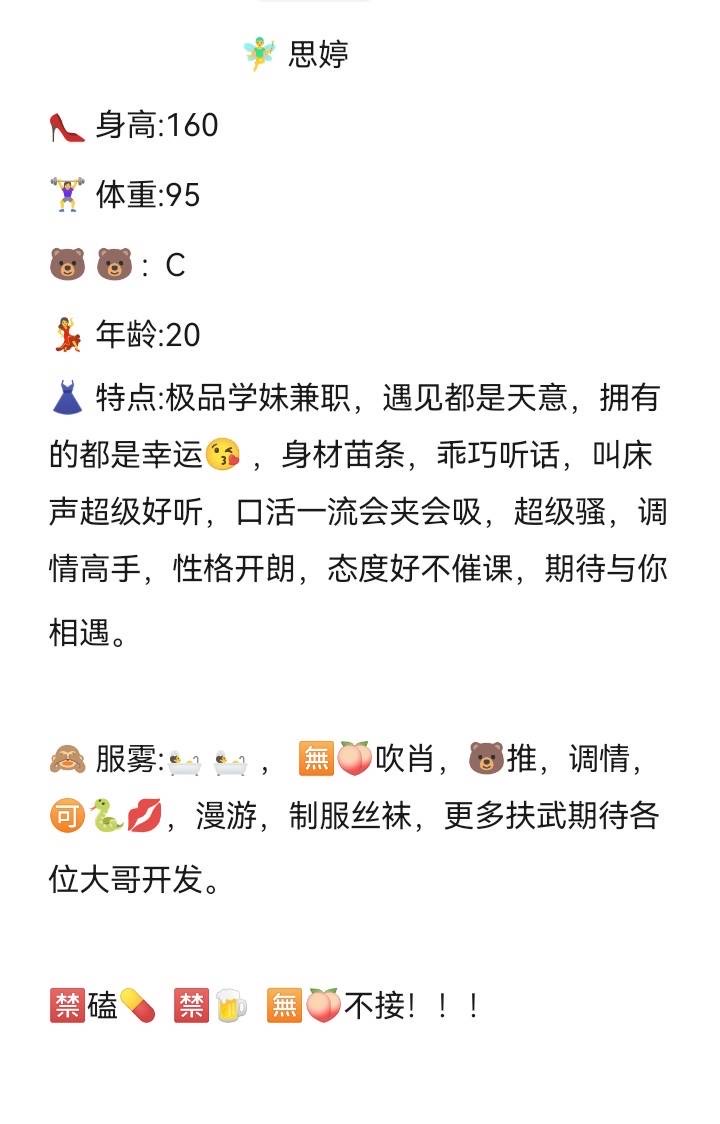 🧚‍♂️ 思婷
👠 身高:160
🏋️‍♀️ 体重:95
🐻🐻：C
💃 年龄:20
👗 特点:极品学妹兼职，遇见都是天意，拥有
的都是幸运😘，身材苗条，乖巧听话，叫床
声超级好听，口活一流会夹会吸，超级骚，调
情高手，性格开朗，态度好不催课，期待与你
相遇。
🙈 服雾:🛀🛀，🈚🍑吹肖，🐻推，调情，
🉑🐍💋，漫游，制服丝袜，更多扶武期待各
位大哥开发。
🈲磕💊 🈲🍺 🈚🍑不接！！！